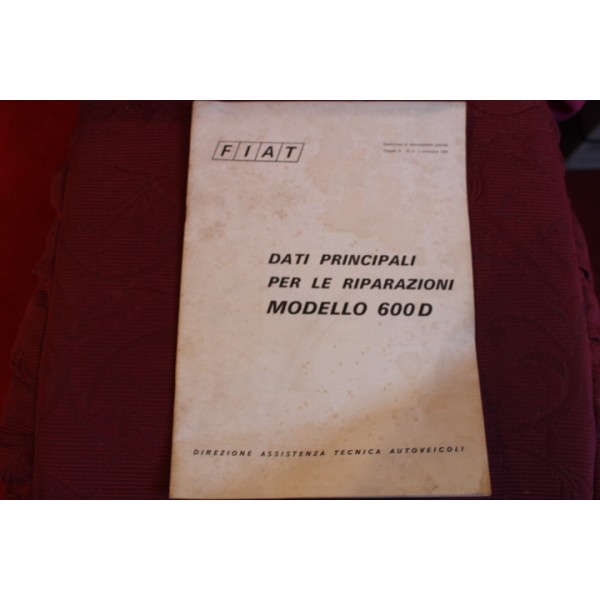 FIAT
DATI PRINCIPALI
PER LE RIPARAZIONI
MODELLO 600D
DIREZIONE ASSISTENZA TECNICA AUTOVEICOLI